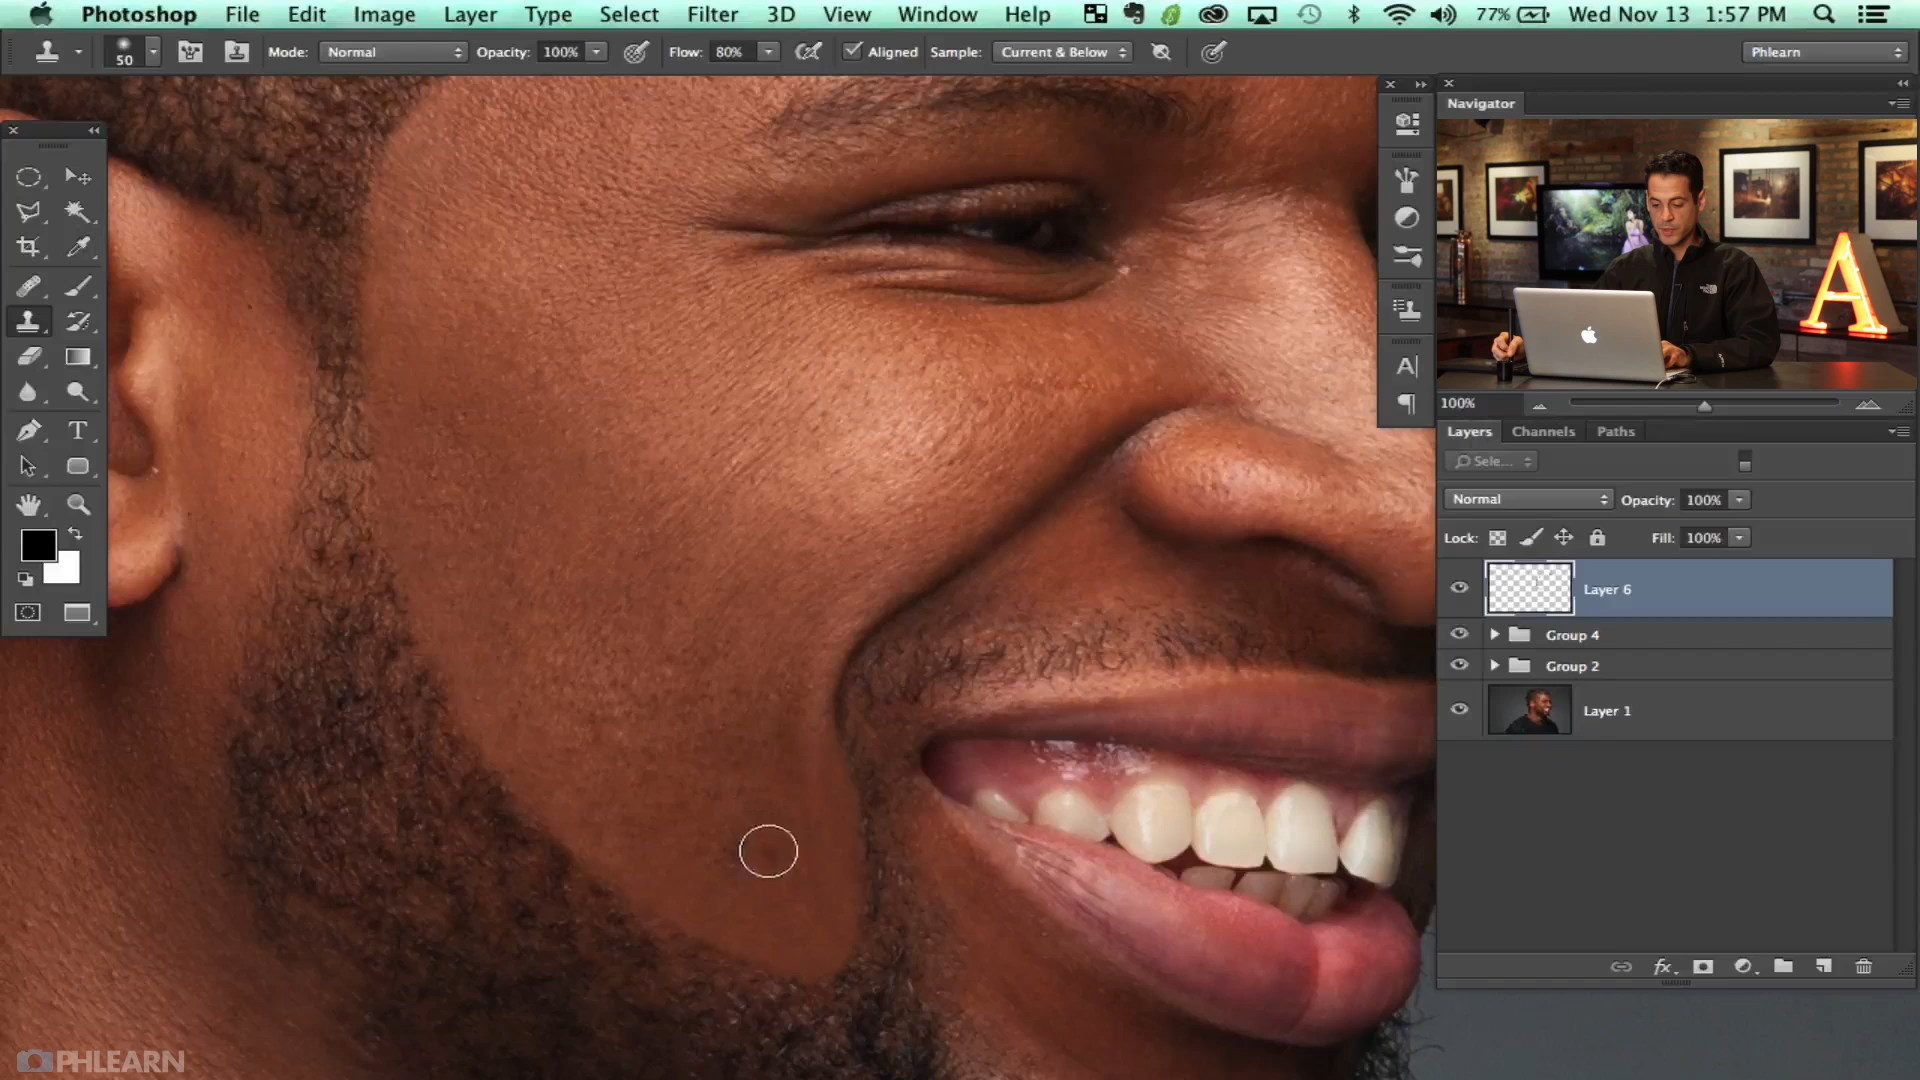 Photoshop File Edit Image Layer Type Select Filter 3D View Window Help 77% Wed Nov 13 1:57 PM
50 Mode: Normal Opacity: 100% Flow: 80% Aligned Sample: Current & Below Phlearn
Navigator
A
100%
Layers Channels Paths
Sele...
Normal Opacity: 100%
Lock: Fill: 100%
Layer 6
Group 4
Group 2
Layer 1
fx
T
A
PHLEARN